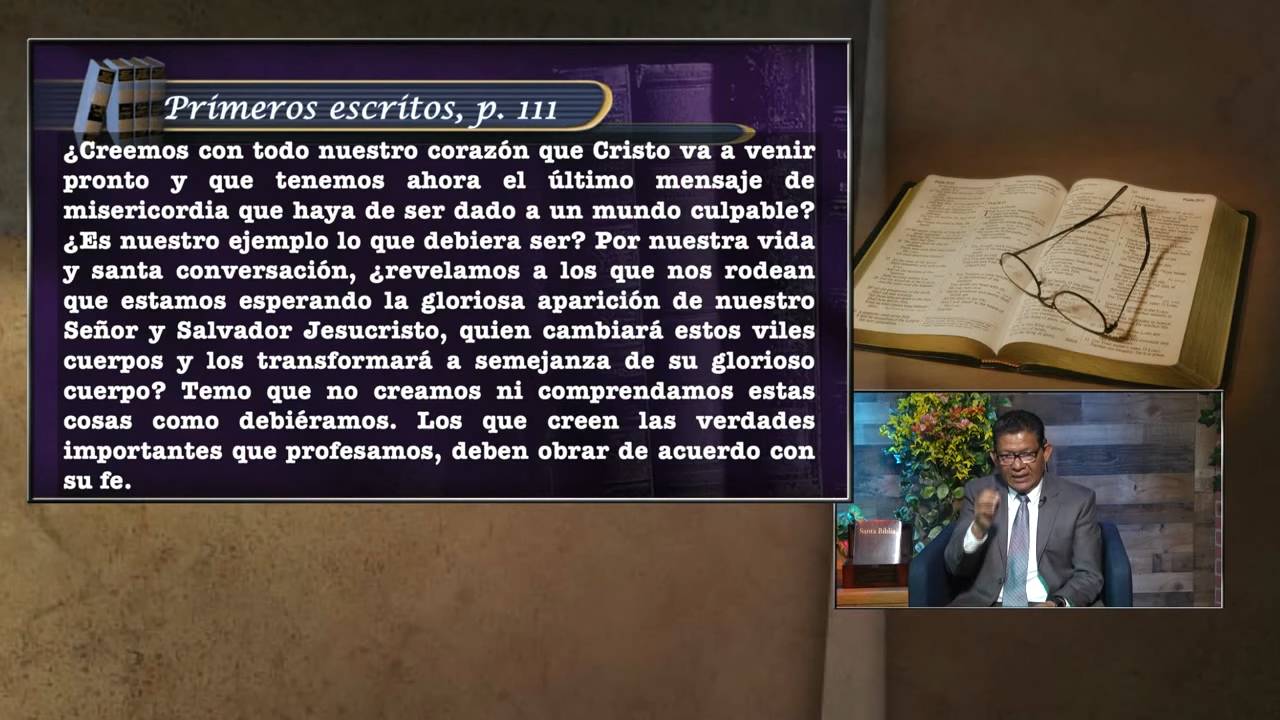 Primeros escritos, p. 111
¿Creemos con todo nuestro corazón que Cristo va a venir
pronto y que tenemos ahora el último mensaje de
misericordia que haya de ser dado a un mundo culpable?
¿Es nuestro ejemplo lo que debiera ser? Por nuestra vida
y santa conversación, ¿revelamos a los que nos rodean
que estamos esperando la gloriosa aparición de nuestro
Señor y Salvador Jesucristo, quien cambiará estos viles
cuerpos y los transformará a semejanza de su glorioso
cuerpo? Temo que no creamos ni comprendamos estas
cosas como debiéramos. Los que creen las verdades
importantes que profesamos, deben obrar de acuerdo con
su fe.
Santa Biblia